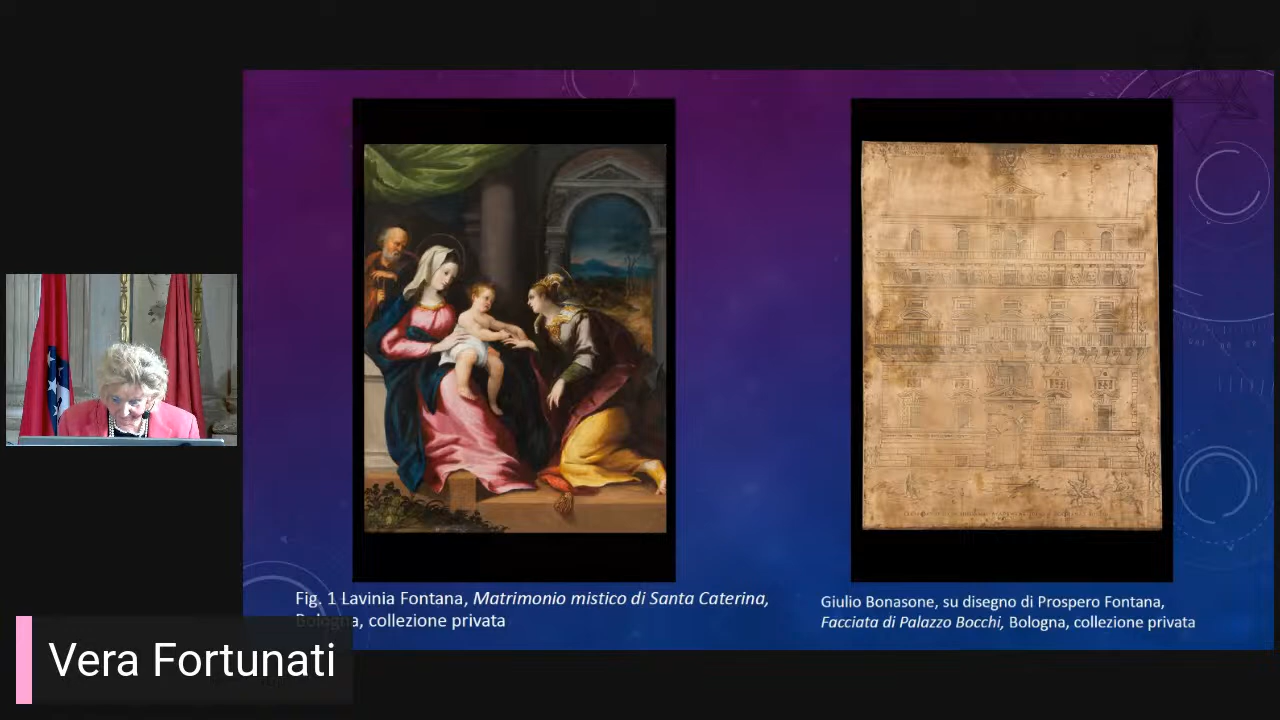 Fig. 1 Lavinia Fontana, Matrimonio mistico di Santa Caterina,
Bologna, collezione privata
Giulio Bonasone, su disegno di Prospero Fontana,
Facciata di Palazzo Bocchi, Bologna, collezione privata
Vera Fortunati